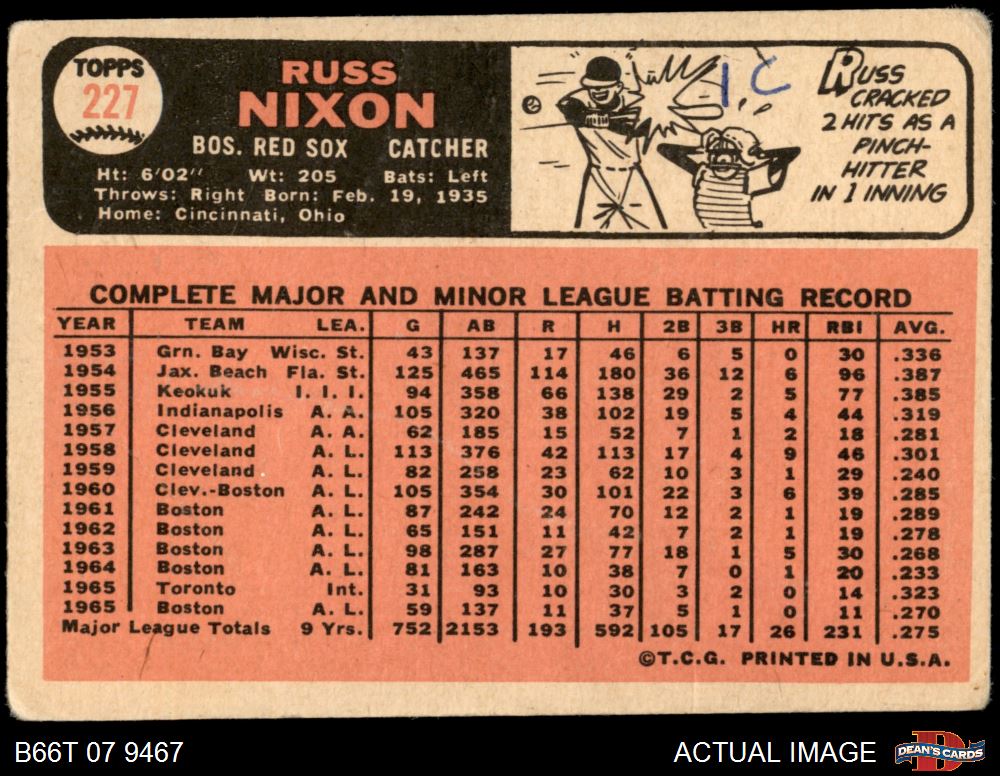 TOPPS
227
RUSS
NIXON
BOS. RED SOX CATCHER
Ht: 6'02" Wt: 205 Bats: Left
Throws: Right Born: Feb. 19, 1935
Home: Cincinnati, Ohio
1 C
RUSS
CRACKED
2 HITS AS A
PINCH-
HITTER
IN 1 INNING
COMPLETE MAJOR AND MINOR LEAGUE BATTING RECORD
YEAR TEAM LEA. G AB R H 2B 3B HR RBI AVG.
1953 Grn. Bay Wisc. St. 43 137 17 46 6 5 0 30 .336
1954 Jax. Beach Fla. St. 125 465 114 180 36 12 6 96 .387
1955 Keokuk I. I. I. 94 358 66 138 29 2 5 77 .385
1956 Indianapolis A. A. 105 320 38 102 19 5 4 44 .319
1957 Cleveland A. A. 62 185 15 52 7 1 2 18 .281
1958 Cleveland A. L. 113 376 42 113 17 4 9 46 .301
1959 Cleveland A. L. 82 258 23 62 10 3 1 29 .240
1960 Clev.-Boston A. L. 105 354 30 101 22 3 6 39 .285
1961 Boston A. L. 87 242 24 70 12 2 1 19 .289
1962 Boston A. L. 65 151 11 42 7 2 1 19 .278
1963 Boston A. L. 98 287 27 77 18 1 5 30 .268
1964 Boston A. L. 81 163 10 38 7 0 1 20 .233
1965 Toronto Int. 31 93 10 30 3 2 0 14 .323
1965 Boston A. L. 59 137 11 37 5 1 0 11 .270
Major League Totals 9 Yrs. 752 2153 193 592 105 17 26 231 .275
©T.C.G. PRINTED IN U.S.A.
B66T 07 9467
ACTUAL IMAGE
DEAN'S CARDS